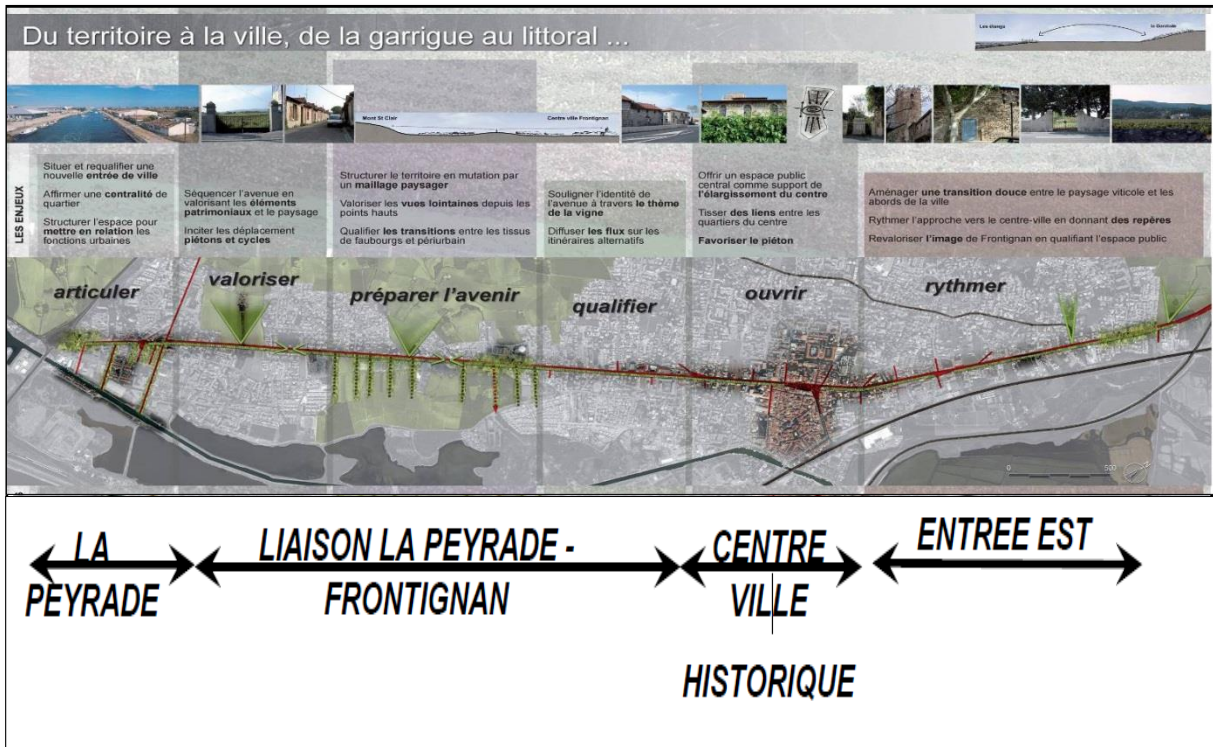 Du territoire à la ville, de la garrigue au littoral ...
Les étangs
la Gardiole
Mont St Clair
Centre ville Frontignan
LES ENJEUX
Situer et requalifier une
nouvelle entrée de ville
Affirmer une centralité de
quartier
Structurer l'espace pour
mettre en relation les
fonctions urbaines
Séquencer l'avenue en
valorisant les éléments
patrimoniaux et le paysage
Inciter les déplacement
piétons et cycles
Structurer le territoire en mutation par
un maillage paysager
Valoriser les vues lointaines depuis les
points hauts
Qualifier les transitions entre les tissus
de faubourgs et périurbain
Souligner l'identité de
l'avenue à travers le thème
de la vigne
Diffuser les flux sur les
itinéraires alternatifs
Offrir un espace public
central comme support de
l'élargissement du centre
Tisser des liens entre les
quartiers du centre
Favoriser le piéton
Aménager une transition douce entre le paysage viticole et les
abords de la ville
Rythmer l'approche vers le centre-ville en donnant des repères
Revaloriser l'image de Frontignan en qualifiant l'espace public
articuler
valoriser
préparer l'avenir
qualifier
ouvrir
rythmer
0 500
LA
PEYRADE
LIAISON LA PEYRADE -
FRONTIGNAN
CENTRE
VILLE
HISTORIQUE
ENTREE EST